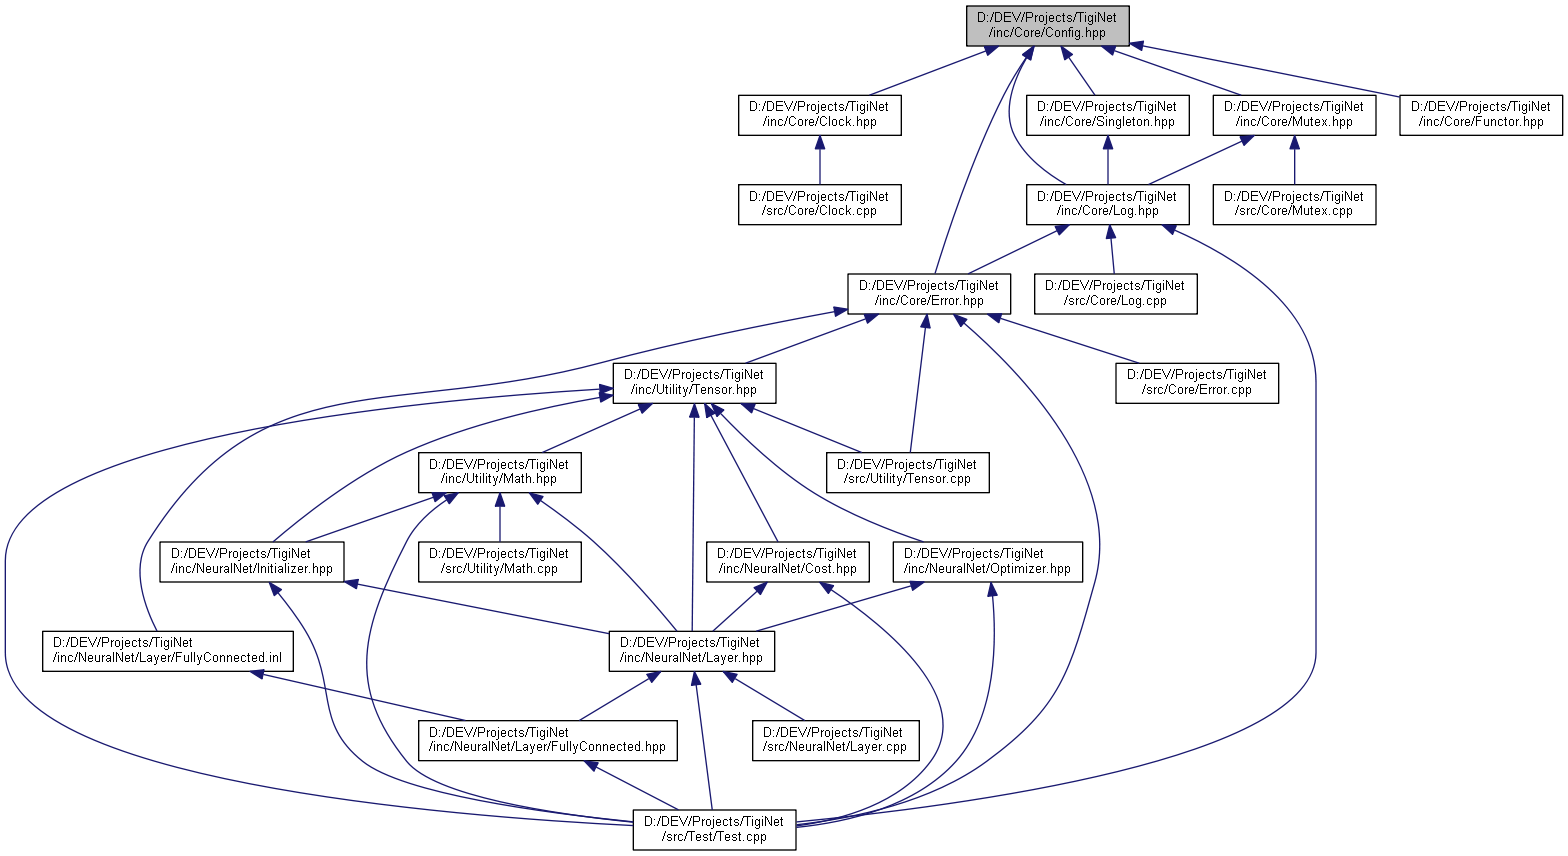 D:/DEV/Projects/TigiNet
/inc/Core/Config.hpp
D:/DEV/Projects/TigiNet
/inc/Core/Clock.hpp
D:/DEV/Projects/TigiNet
/inc/Core/Singleton.hpp
D:/DEV/Projects/TigiNet
/inc/Core/Mutex.hpp
D:/DEV/Projects/TigiNet
/inc/Core/Functor.hpp
D:/DEV/Projects/TigiNet
/src/Core/Clock.cpp
D:/DEV/Projects/TigiNet
/inc/Core/Log.hpp
D:/DEV/Projects/TigiNet
/src/Core/Mutex.cpp
D:/DEV/Projects/TigiNet
/inc/Core/Error.hpp
D:/DEV/Projects/TigiNet
/src/Core/Log.cpp
D:/DEV/Projects/TigiNet
/inc/Utility/Tensor.hpp
D:/DEV/Projects/TigiNet
/src/Core/Error.cpp
D:/DEV/Projects/TigiNet
/inc/Utility/Math.hpp
D:/DEV/Projects/TigiNet
/src/Utility/Tensor.cpp
D:/DEV/Projects/TigiNet
/inc/NeuralNet/Initializer.hpp
D:/DEV/Projects/TigiNet
/src/Utility/Math.cpp
D:/DEV/Projects/TigiNet
/inc/NeuralNet/Cost.hpp
D:/DEV/Projects/TigiNet
/inc/NeuralNet/Optimizer.hpp
D:/DEV/Projects/TigiNet
/inc/NeuralNet/Layer/FullyConnected.inl
D:/DEV/Projects/TigiNet
/inc/NeuralNet/Layer.hpp
D:/DEV/Projects/TigiNet
/inc/NeuralNet/Layer/FullyConnected.hpp
D:/DEV/Projects/TigiNet
/src/NeuralNet/Layer.cpp
D:/DEV/Projects/TigiNet
/src/Test/Test.cpp